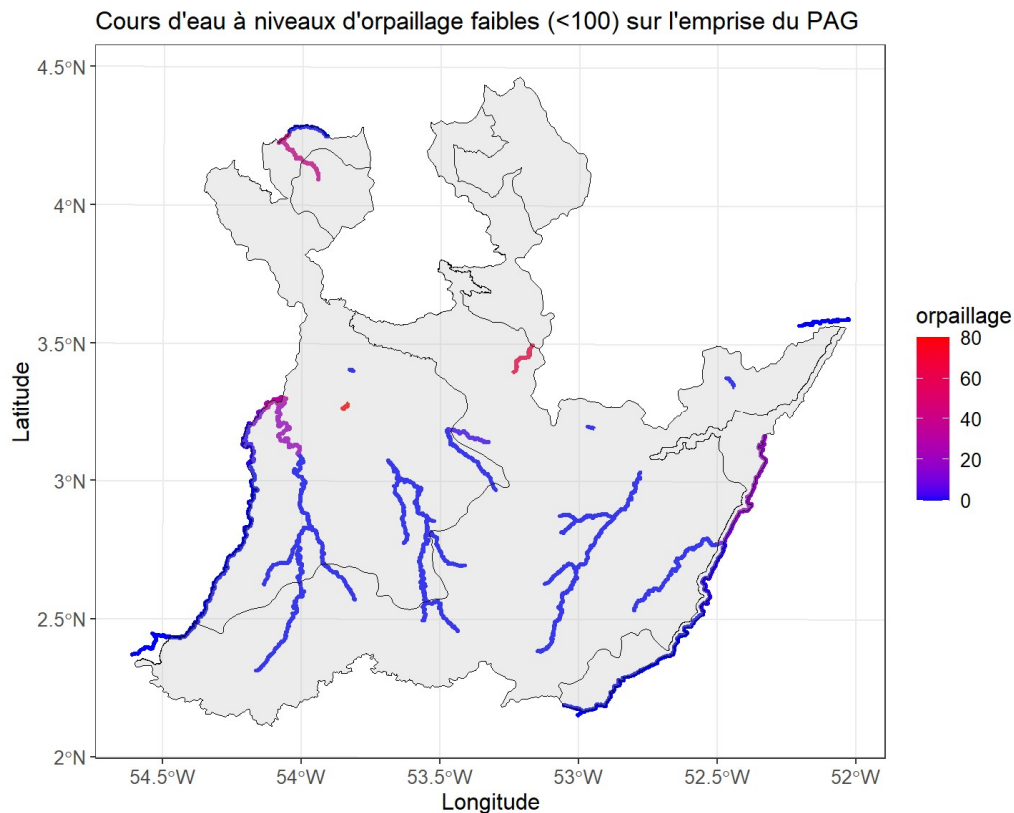 Cours d'eau à niveaux d'orpaillage faibles (<100) sur l'emprise du PAG
4.5°N
4°N
3.5°N
3°N
2.5°N
2°N
Latitude
54.5°W
54°W
53.5°W
53°W
52.5°W
52°W
Longitude
orpaillage
80
60
40
20
0